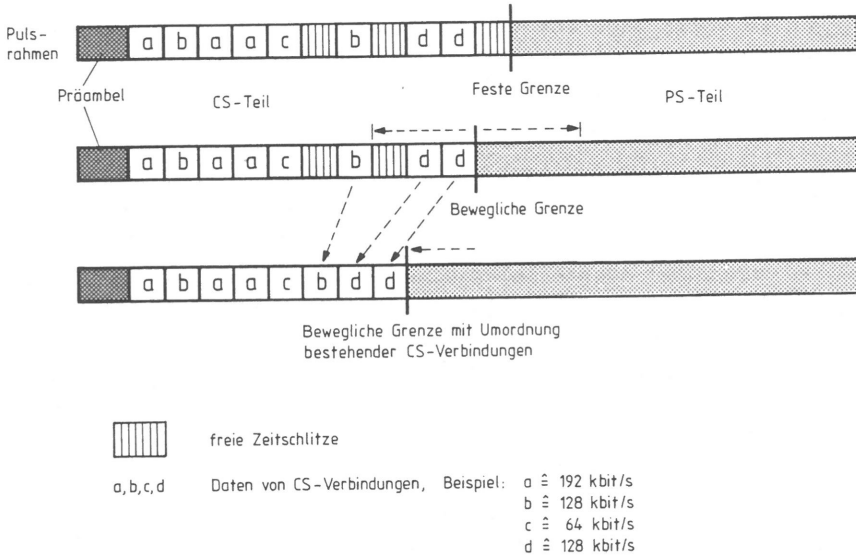 Puls-
rahmen
a b a a c b d d
Präambel
CS-Teil
Feste Grenze
PS-Teil
a b a a c b d d
Bewegliche Grenze
a b a a c b d d
Bewegliche Grenze mit Umordnung
bestehender CS-Verbindungen
freie Zeitschlitze
a,b,c,d Daten von CS-Verbindungen, Beispiel: a ≙ 192 kbit/s
b ≙ 128 kbit/s
c ≙ 64 kbit/s
d ≙ 128 kbit/s